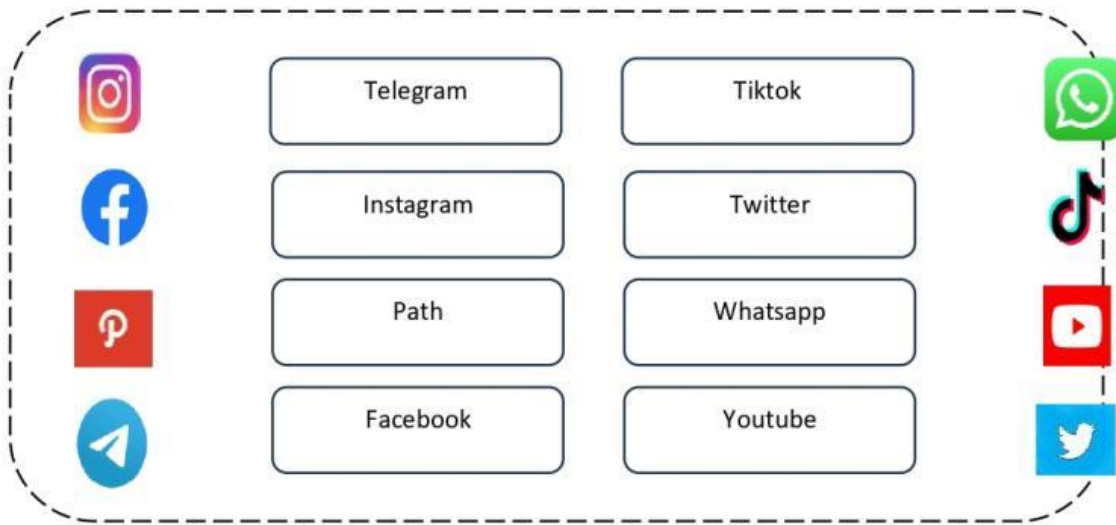 Telegram
Tiktok
Instagram
Twitter
Path
Whatsapp
Facebook
Youtube